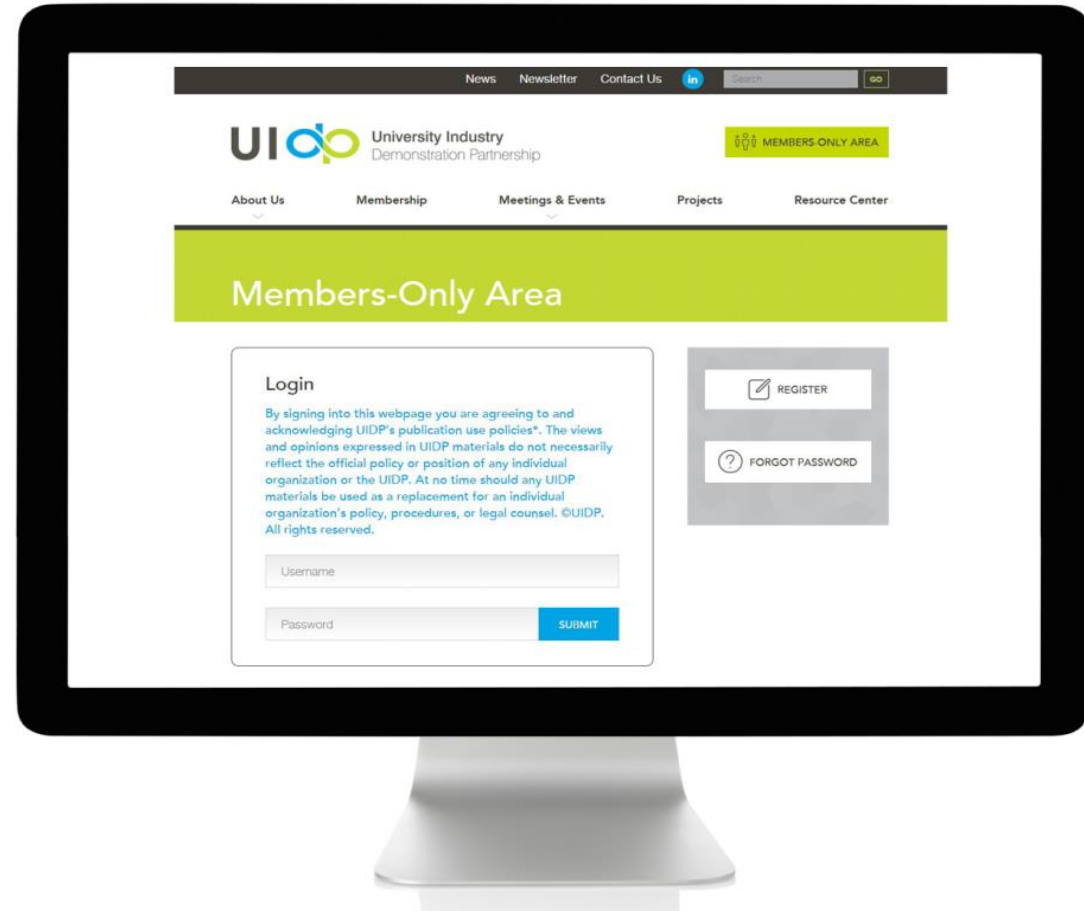 News Newsletter Contact Us in Search GO
UIdp University Industry
Demonstration Partnership
MEMBERS-ONLY AREA
About Us Membership Meetings & Events Projects Resource Center
Members-Only Area
Login
By signing into this webpage you are agreeing to and
acknowledging UIDP's publication use policies*. The views
and opinions expressed in UIDP materials do not necessarily
reflect the official policy or position of any individual
organization or the UIDP. At no time should any UIDP
materials be used as a replacement for an individual
organization's policy, procedures, or legal counsel. ©UIDP.
All rights reserved.
Username
Password SUBMIT
REGISTER
? FORGOT PASSWORD